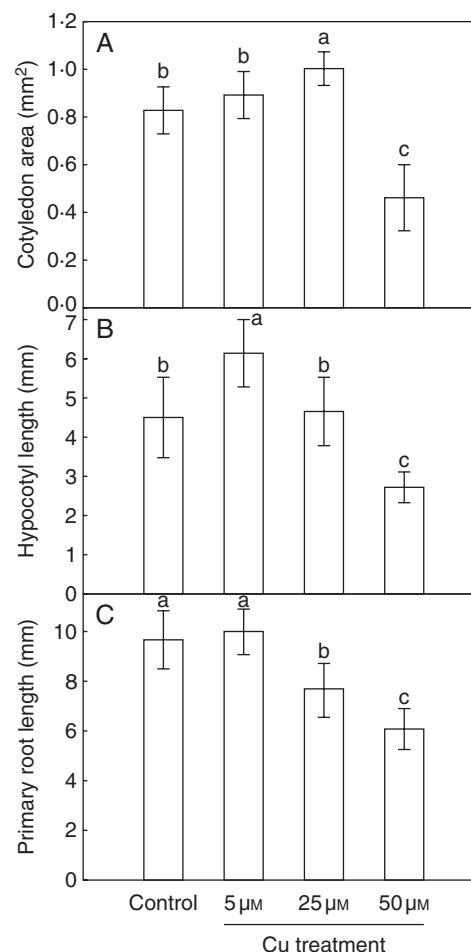 A
Cotyledon area (mm²)
1·2
1·0
0·8
0·6
0·4
0·2
0·0
b
b
a
c
B
Hypocotyl length (mm)
7
6
5
4
3
2
1
0
b
a
b
c
C
Primary root length (mm)
10
8
6
4
2
0
a
a
b
c
Control 5 μM 25 μM 50 μM
Cu treatment